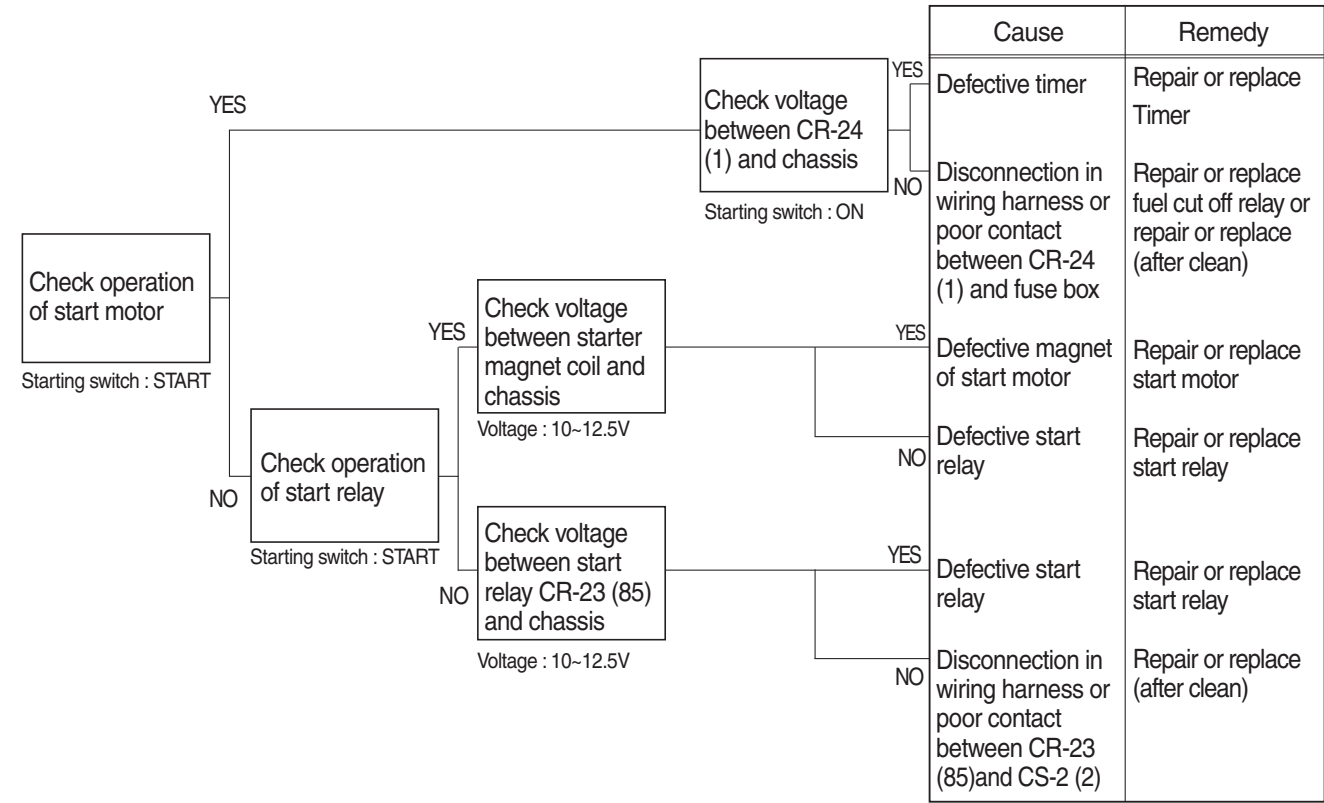 Cause
Remedy
YES
Check voltage
between CR-24
(1) and chassis
Starting switch : ON
YES
Defective timer
Repair or replace
Timer
NO
Disconnection in
wiring harness or
poor contact
between CR-24
(1) and fuse box
Repair or replace
fuel cut off relay or
repair or replace
(after clean)
Check operation
of start motor
Starting switch : START
YES
Check voltage
between starter
magnet coil and
chassis
Voltage : 10~12.5V
YES
Defective magnet
of start motor
Repair or replace
start motor
NO
Defective start
relay
Repair or replace
start relay
NO
Check operation
of start relay
Starting switch : START
NO
Check voltage
between start
relay CR-23 (85)
and chassis
Voltage : 10~12.5V
YES
Defective start
relay
Repair or replace
start relay
NO
Disconnection in
wiring harness or
poor contact
between CR-23
(85)and CS-2 (2)
Repair or replace
(after clean)